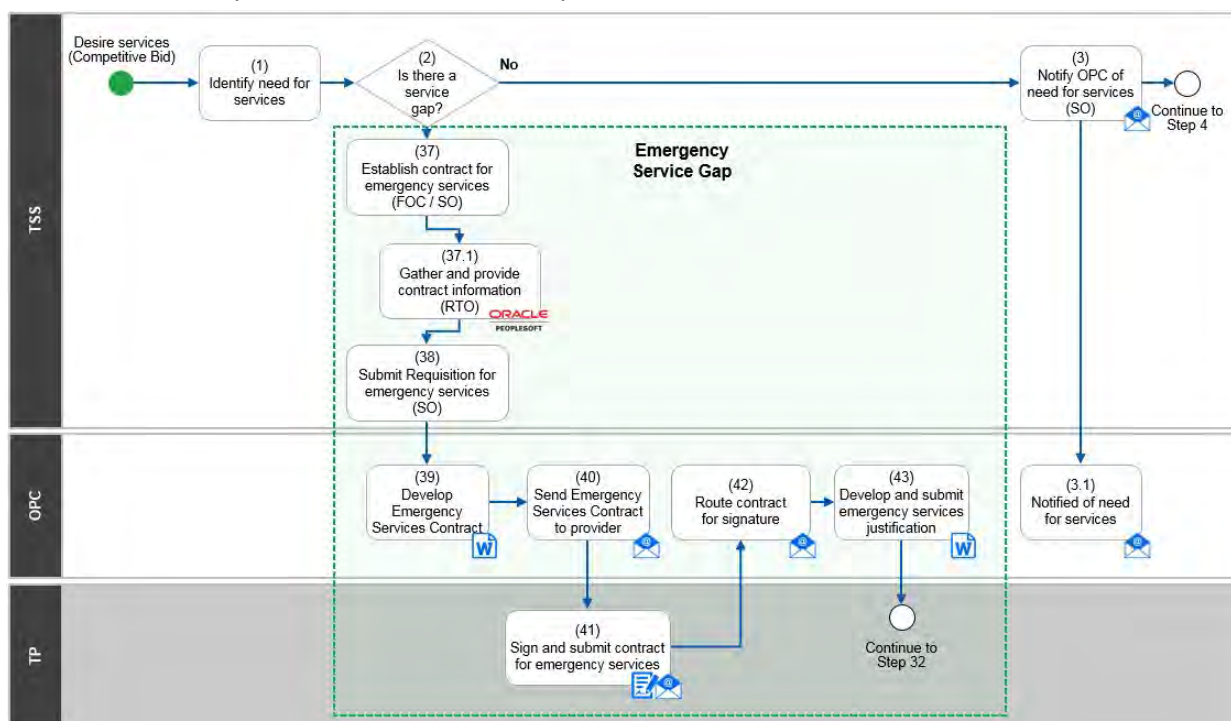 Desire services
(Competitive Bid)
(1)
Identify need for
services
(2)
Is there a
service
gap?
No
(3)
Notify OPC of
need for services
(SO)
Continue to
Step 4
Emergency
Service Gap
(37)
Establish contract for
emergency services
(FOC / SO)
(37.1)
Gather and provide
contract information
(RTO)
ORACLE
PEOPLESOFT
(38)
Submit Requisition for
emergency services
(SO)
TSS
OPC
(39)
Develop
Emergency
Services Contract
W
(40)
Send Emergency
Services Contract
to provider
@
(42)
Route contract
for signature
@
(43)
Develop and submit
emergency services
justification
W
(3.1)
Notified of need
for services
@
TP
(41)
Sign and submit contract
for emergency services
@
Continue to
Step 32